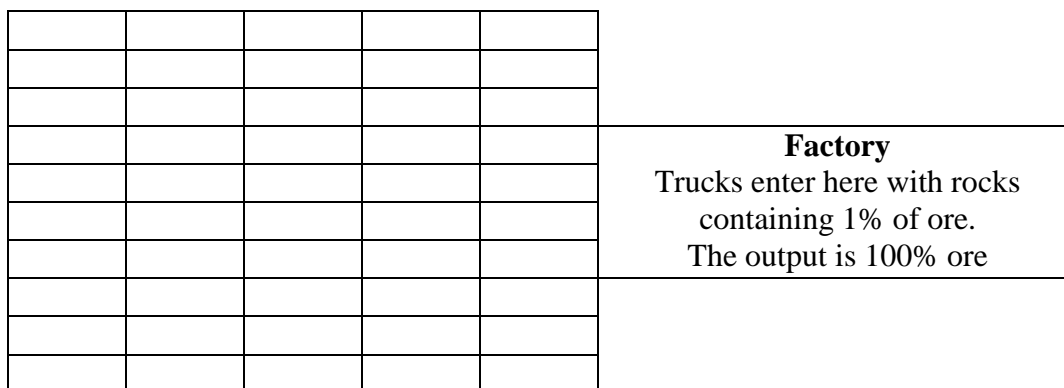 Factory
Trucks enter here with rocks
containing 1% of ore.
The output is 100% ore